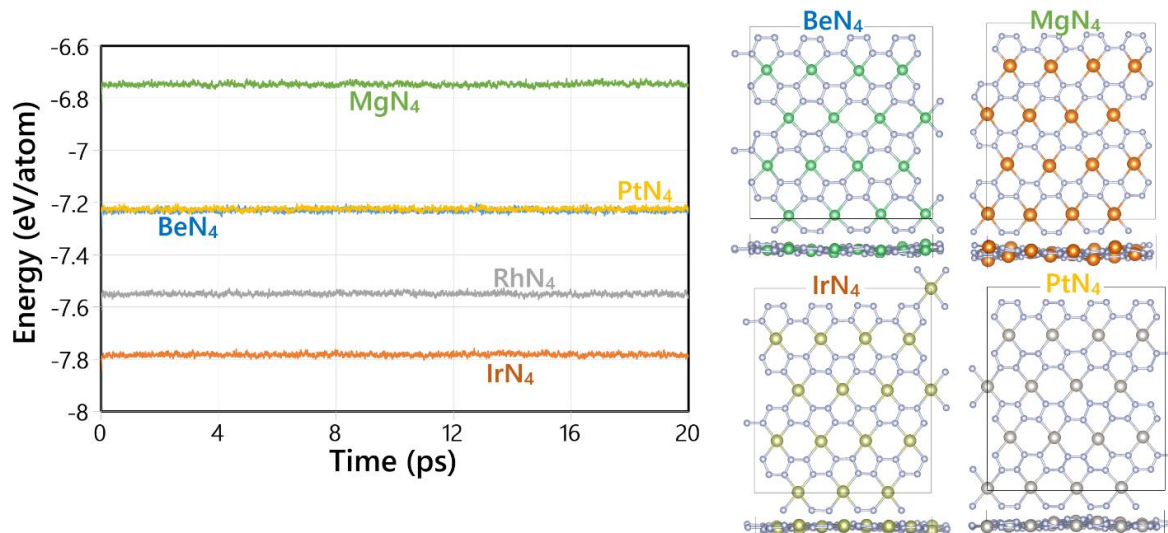 Energy (eV/atom)
-6.6
-6.8
-7
-7.2
-7.4
-7.6
-7.8
-8
MgN₄
PtN₄
BeN₄
RhN₄
IrN₄
0
4
8
12
16
20
Time (ps)
BeN₄
MgN₄
IrN₄
PtN₄